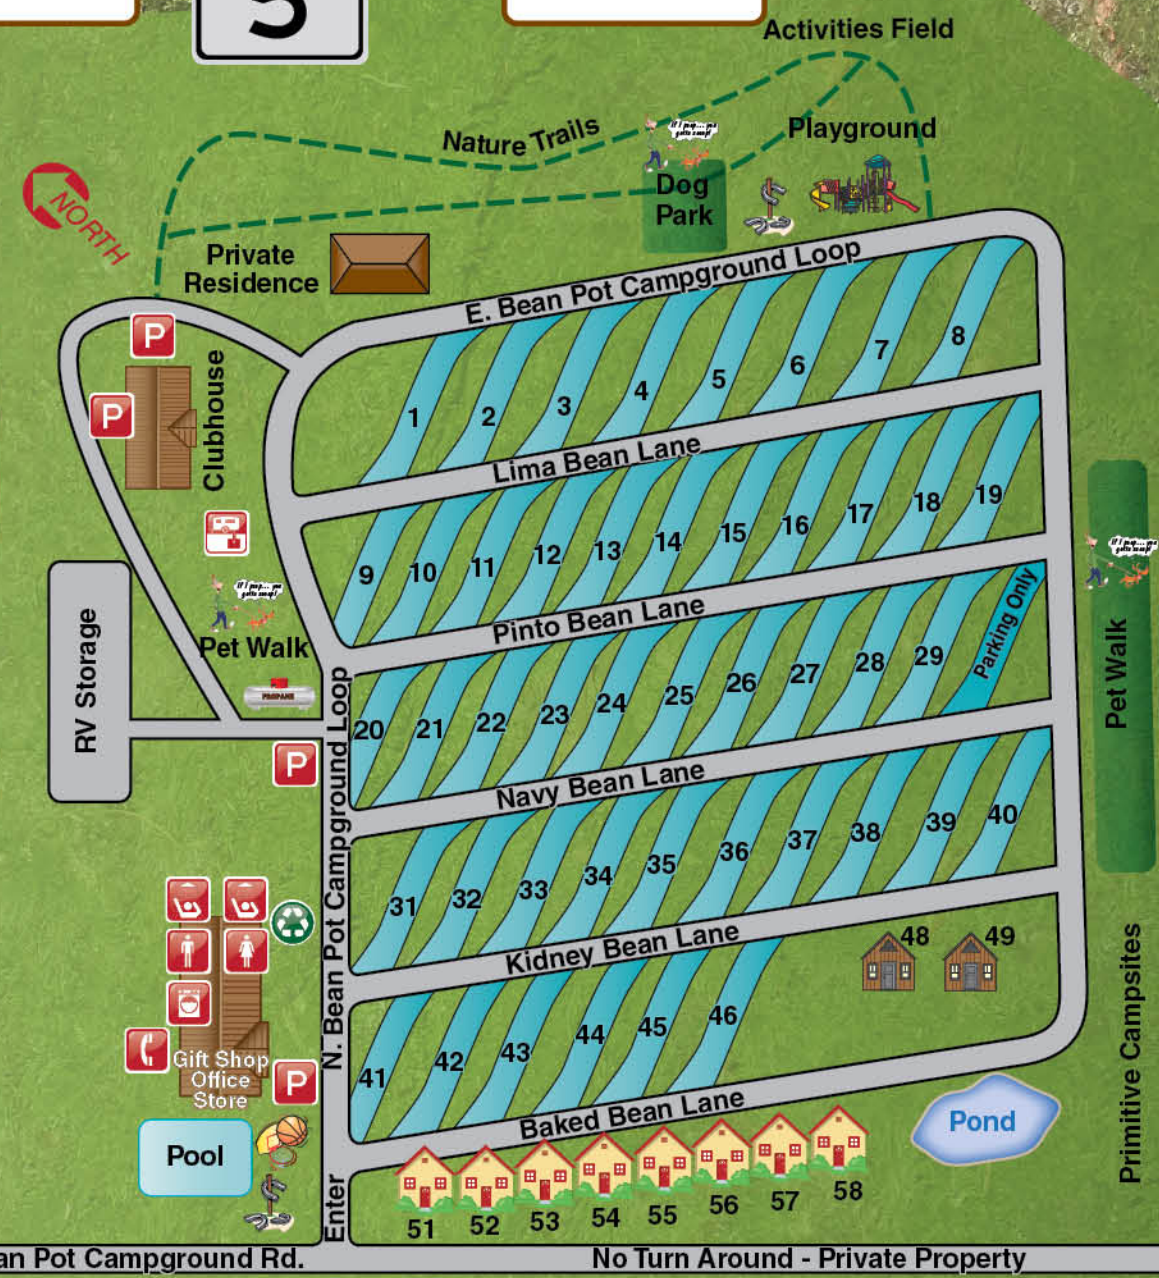 5
Activities Field
Nature Trails
Playground
Dog
Park
NORTH
Private
Residence
E. Bean Pot Campground Loop
P
P
Clubhouse
1
2
3
4
5
6
7
8
Lima Bean Lane
9
10
11
12
13
14
15
16
17
18
19
Pinto Bean Lane
Pet Walk
PROPANE
RV Storage
20
21
22
23
24
25
26
27
28
29
Parking Only
Pet Walk
P
Navy Bean Lane
N. Bean Pot Campground Loop
31
32
33
34
35
36
37
38
39
40
Kidney Bean Lane
41
42
43
44
45
46
48
49
Gift Shop
Office
Store
P
Pool
Baked Bean Lane
Pond
Primitive Campsites
Enter
51
52
53
54
55
56
57
58
an Pot Campground Rd.
No Turn Around - Private Property